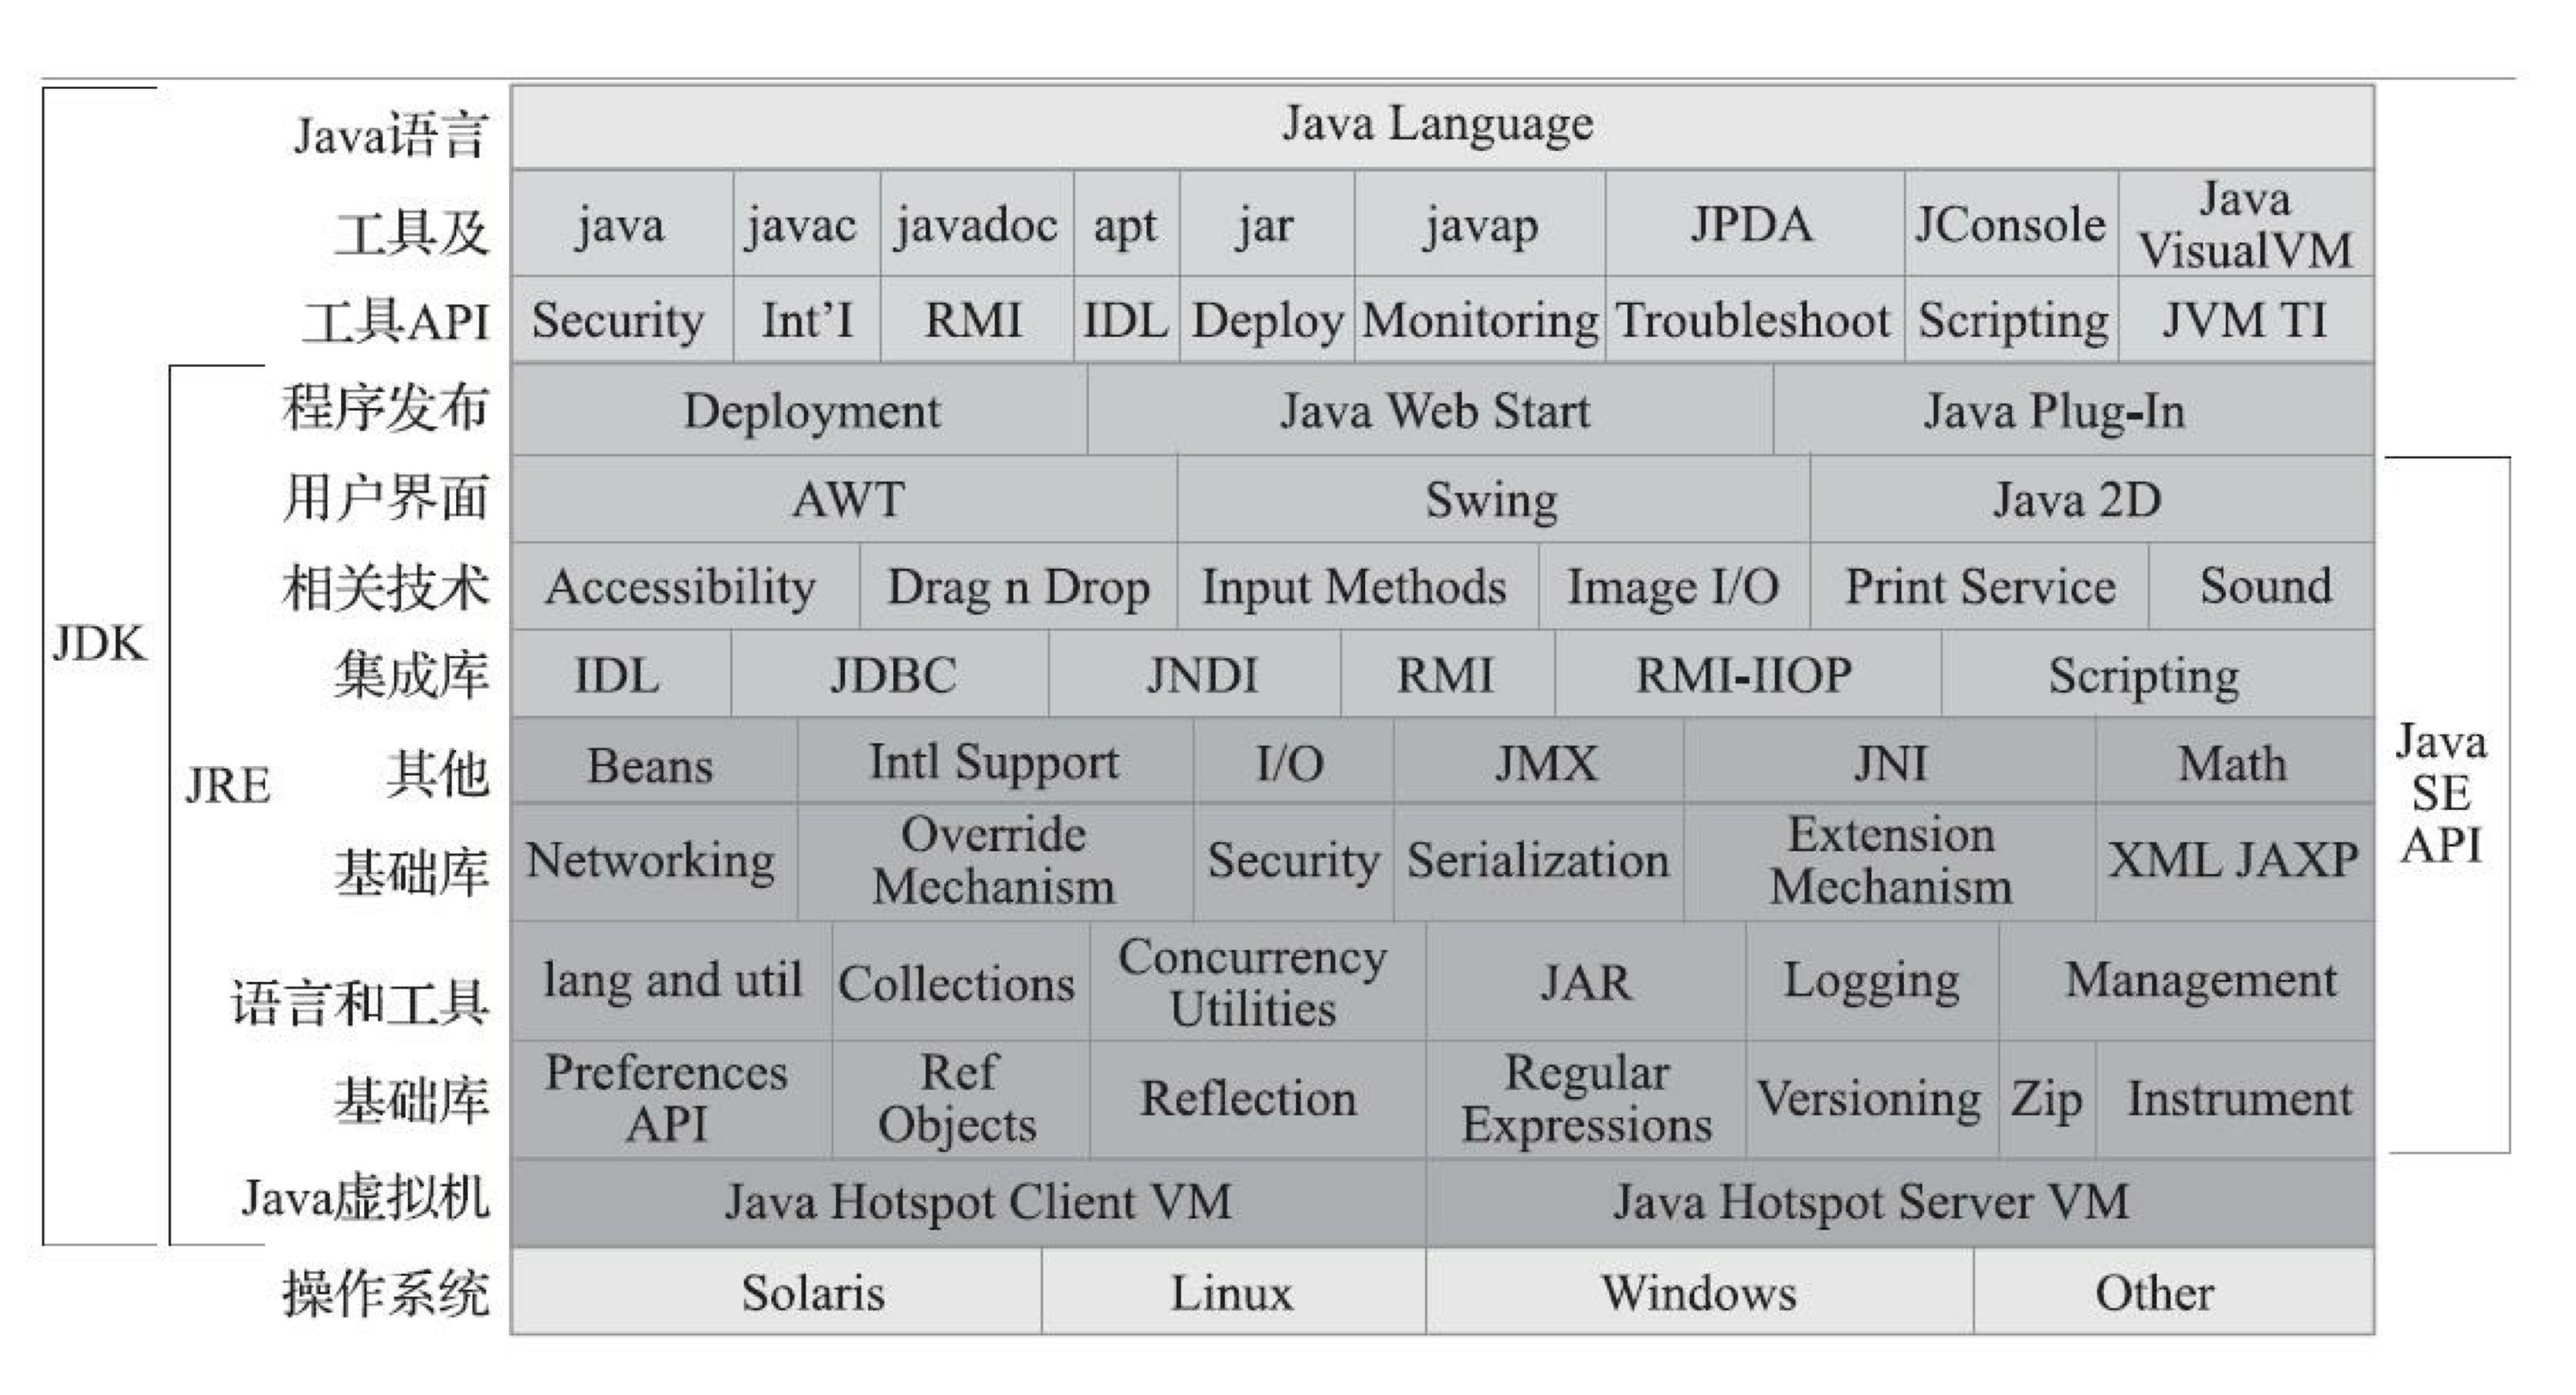 Java语言 Java Language
工具及 java javac javadoc apt jar javap JPDA JConsole Java VisualVM
工具API Security Int'I RMI IDL Deploy Monitoring Troubleshoot Scripting JVM TI
程序发布 Deployment Java Web Start Java Plug-In
用户界面 AWT Swing Java 2D
相关技术 Accessibility Drag n Drop Input Methods Image I/O Print Service Sound
JDK
集成库 IDL JDBC JNDI RMI RMI-IIOP Scripting
JRE
其他 Beans Intl Support I/O JMX JNI Math
Java SE API
基础库 Networking Override Mechanism Security Serialization Extension Mechanism XML JAXP
语言和工具 lang and util Collections Concurrency Utilities JAR Logging Management
基础库 Preferences API Ref Objects Reflection Regular Expressions Versioning Zip Instrument
Java虚拟机 Java Hotspot Client VM Java Hotspot Server VM
操作系统 Solaris Linux Windows Other